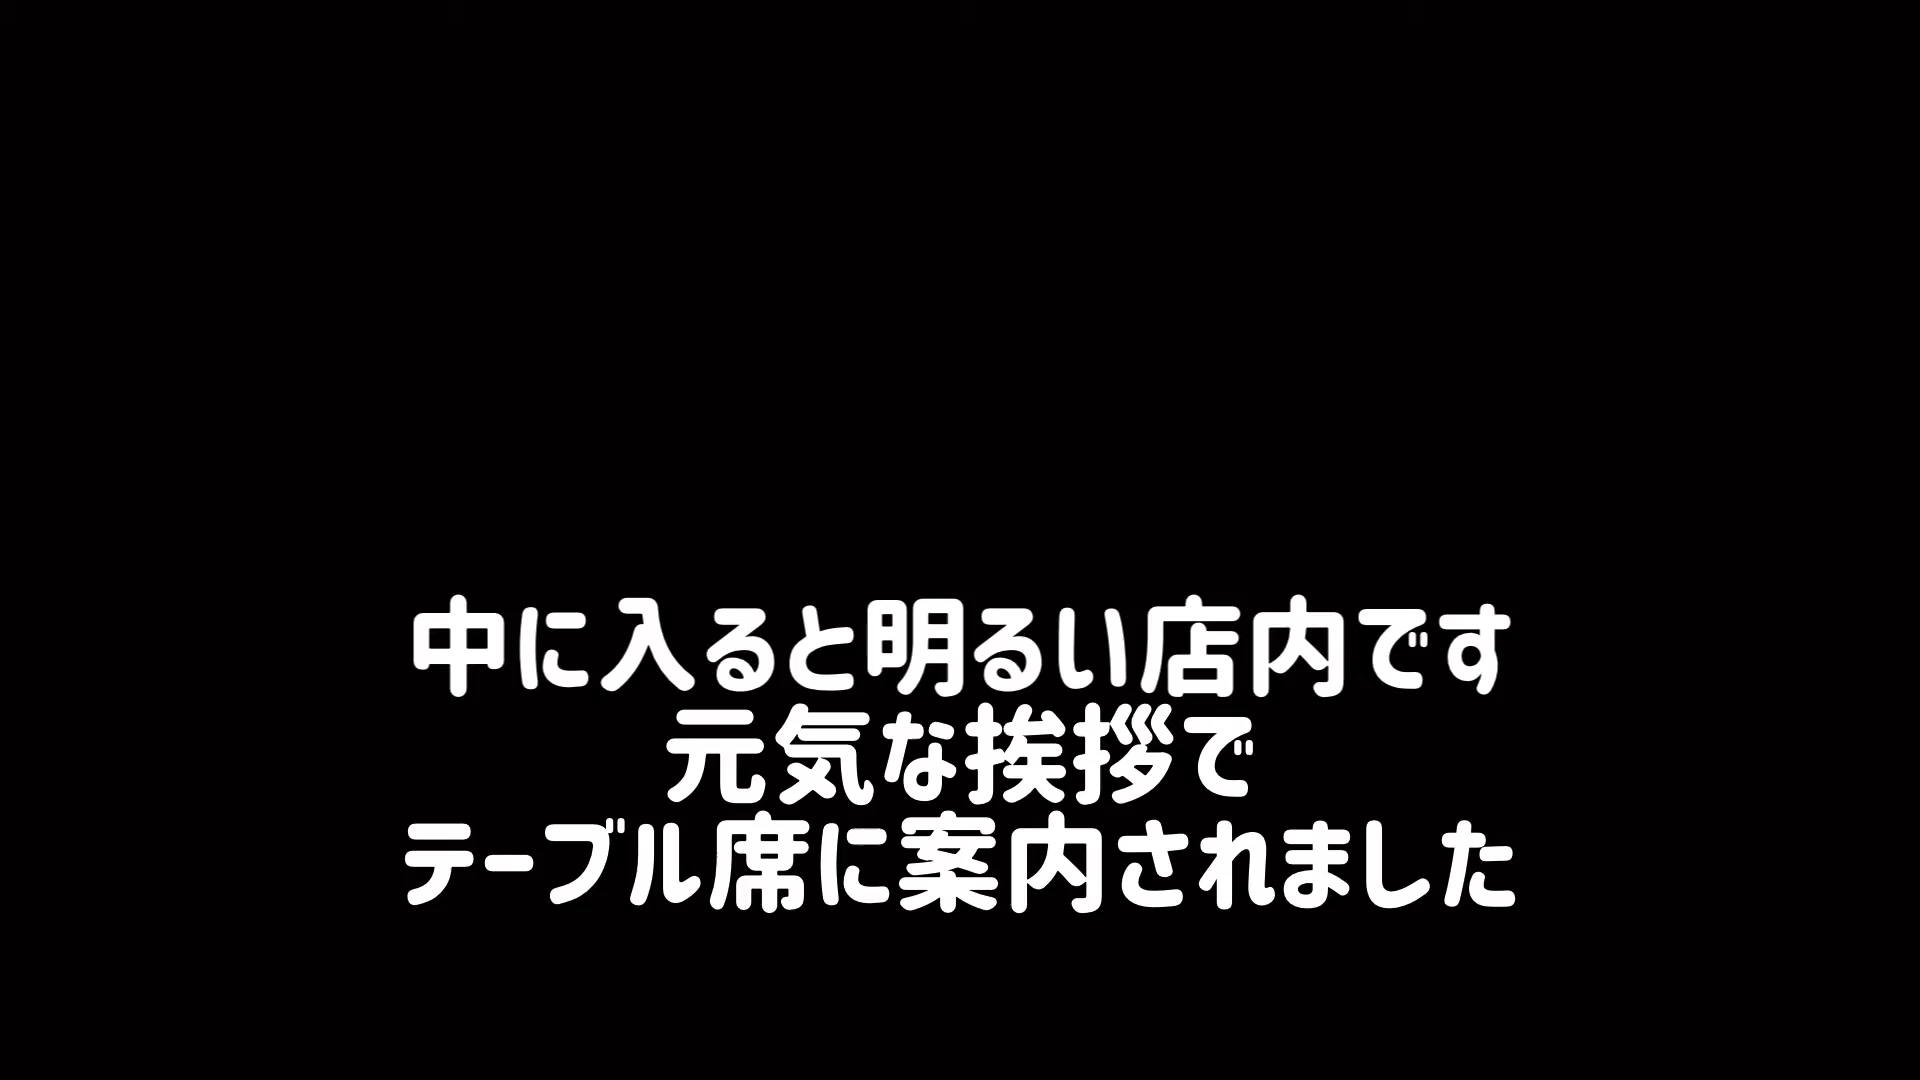 中に入ると明るい店内です
元気な挨拶で
テーブル席に案内されました